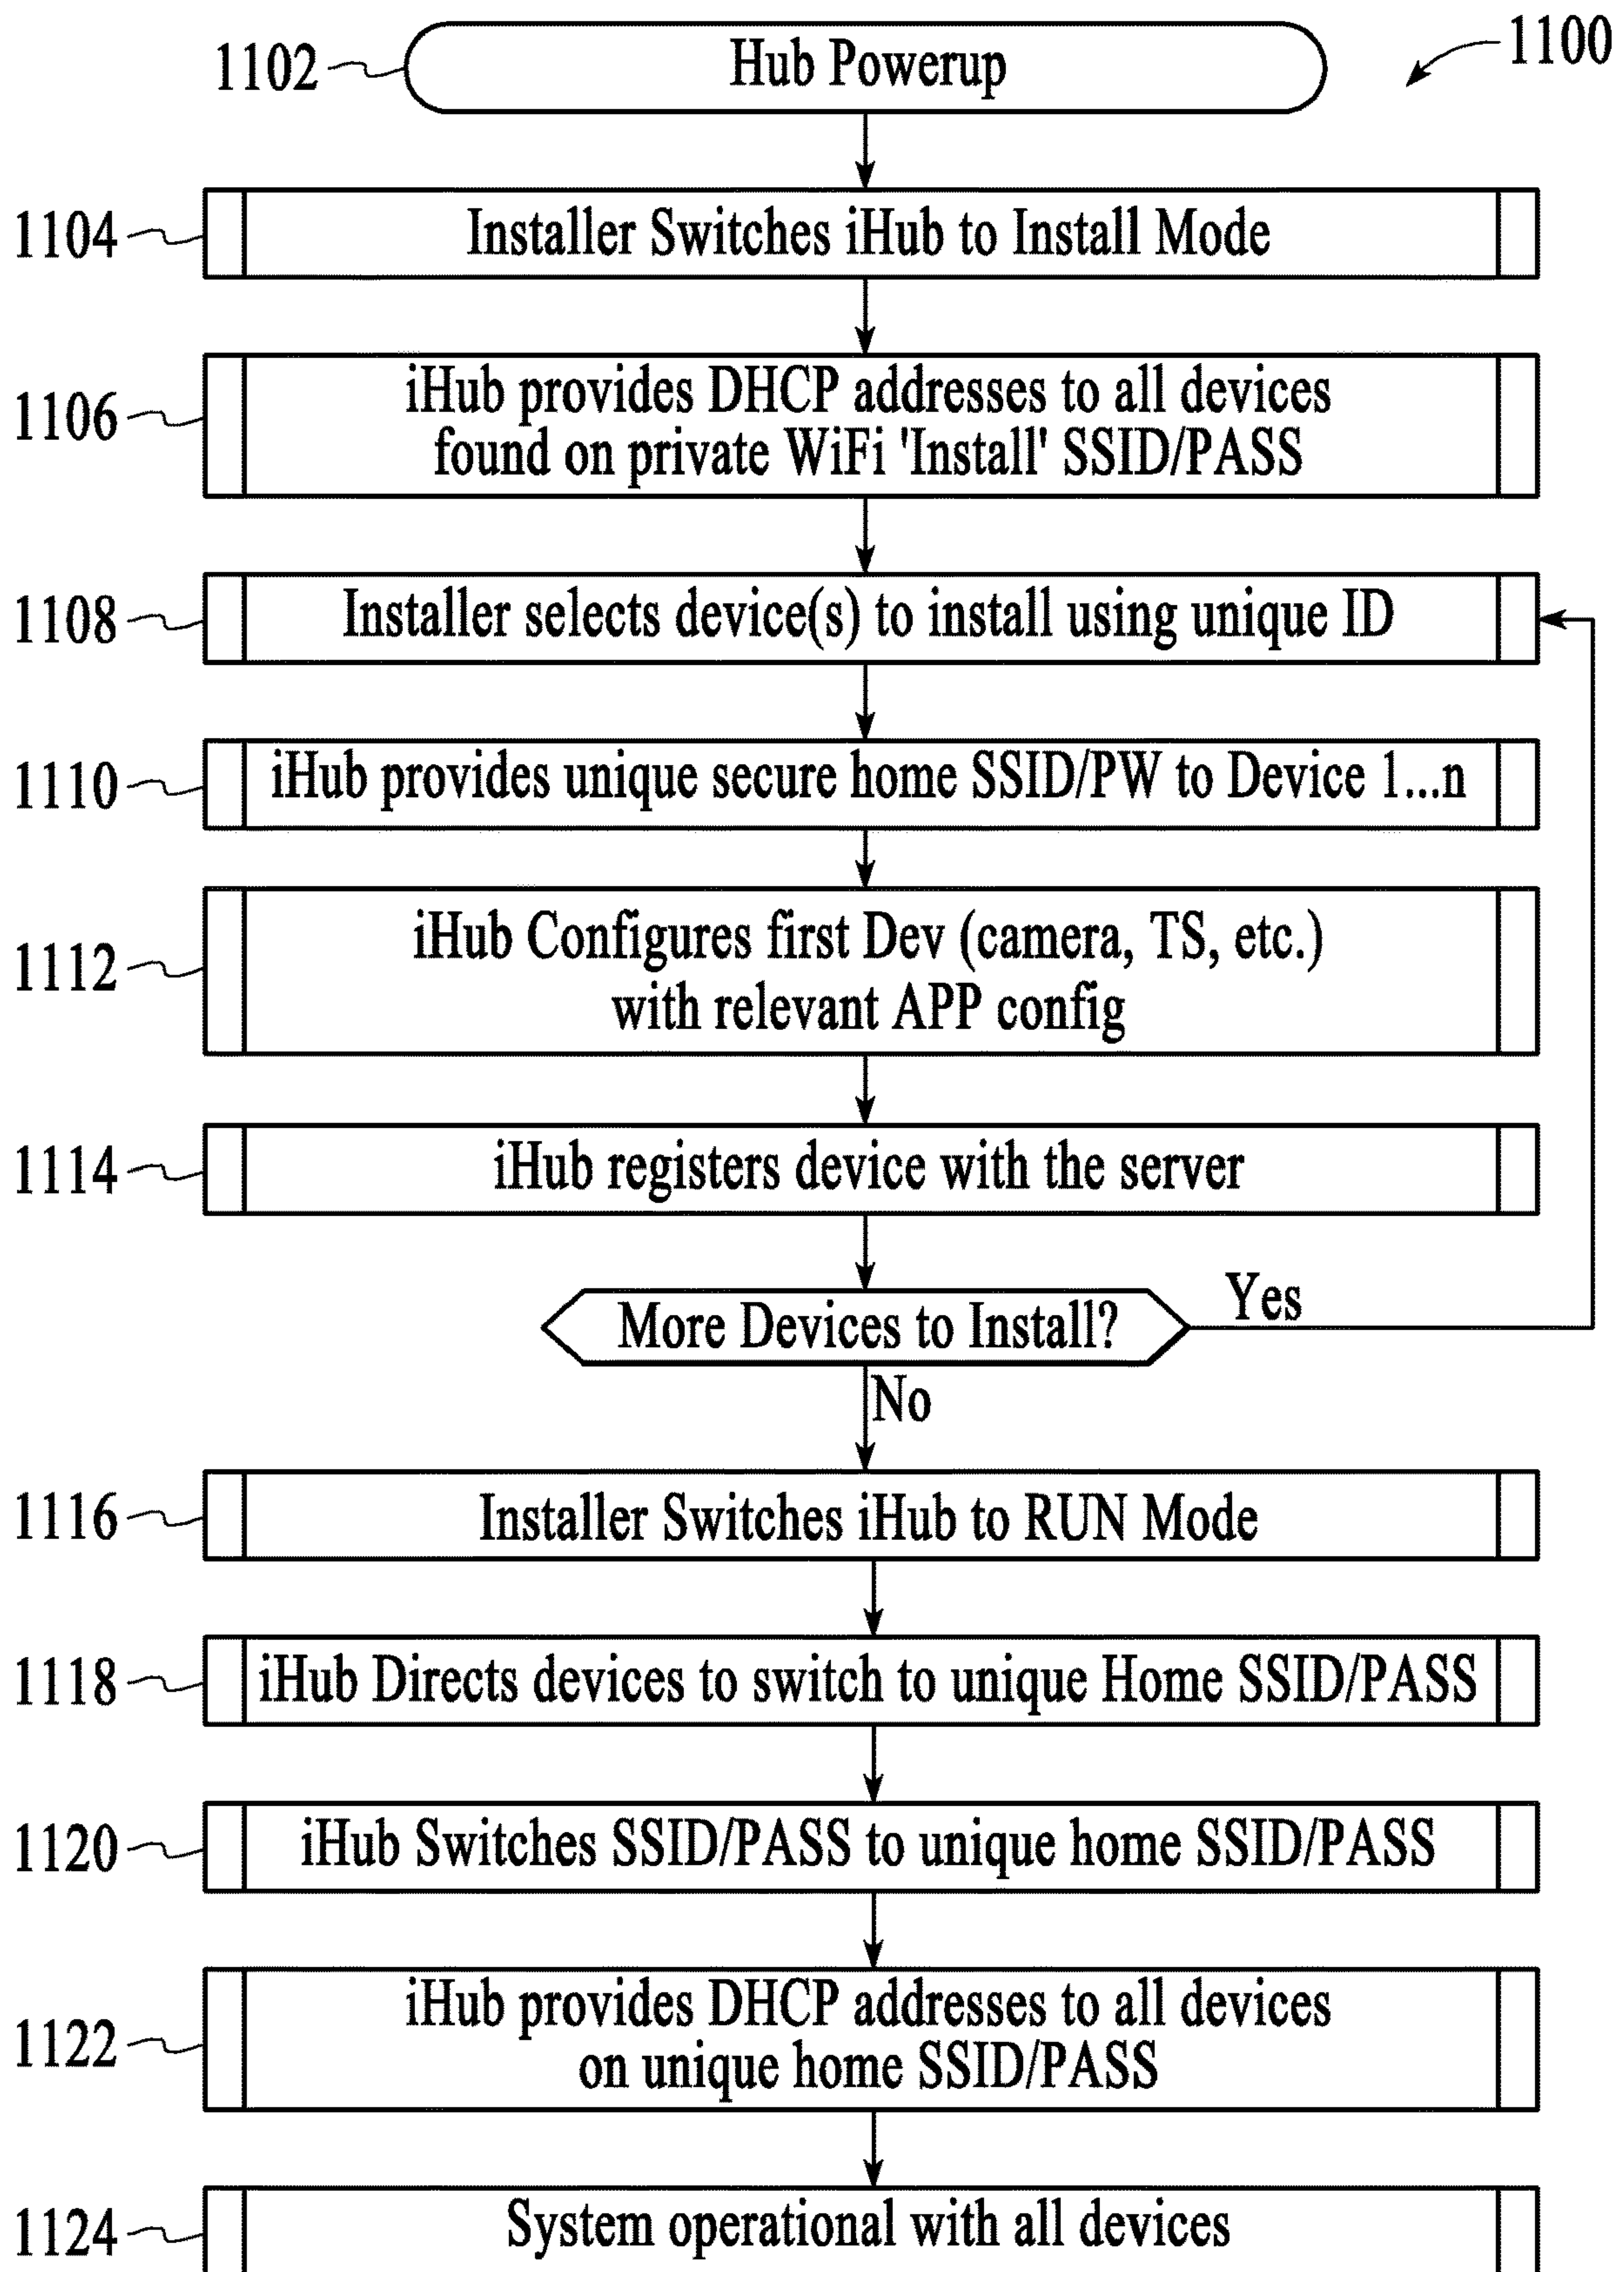 1102
Hub Powerup
1100
1104
Installer Switches iHub to Install Mode
1106
iHub provides DHCP addresses to all devices
found on private WiFi 'Install' SSID/PASS
1108
Installer selects device(s) to install using unique ID
1110
iHub provides unique secure home SSID/PW to Device 1...n
1112
iHub Configures first Dev (camera, TS, etc.)
with relevant APP config
1114
iHub registers device with the server
More Devices to Install?
Yes
No
1116
Installer Switches iHub to RUN Mode
1118
iHub Directs devices to switch to unique Home SSID/PASS
1120
iHub Switches SSID/PASS to unique home SSID/PASS
1122
iHub provides DHCP addresses to all devices
on unique home SSID/PASS
1124
System operational with all devices